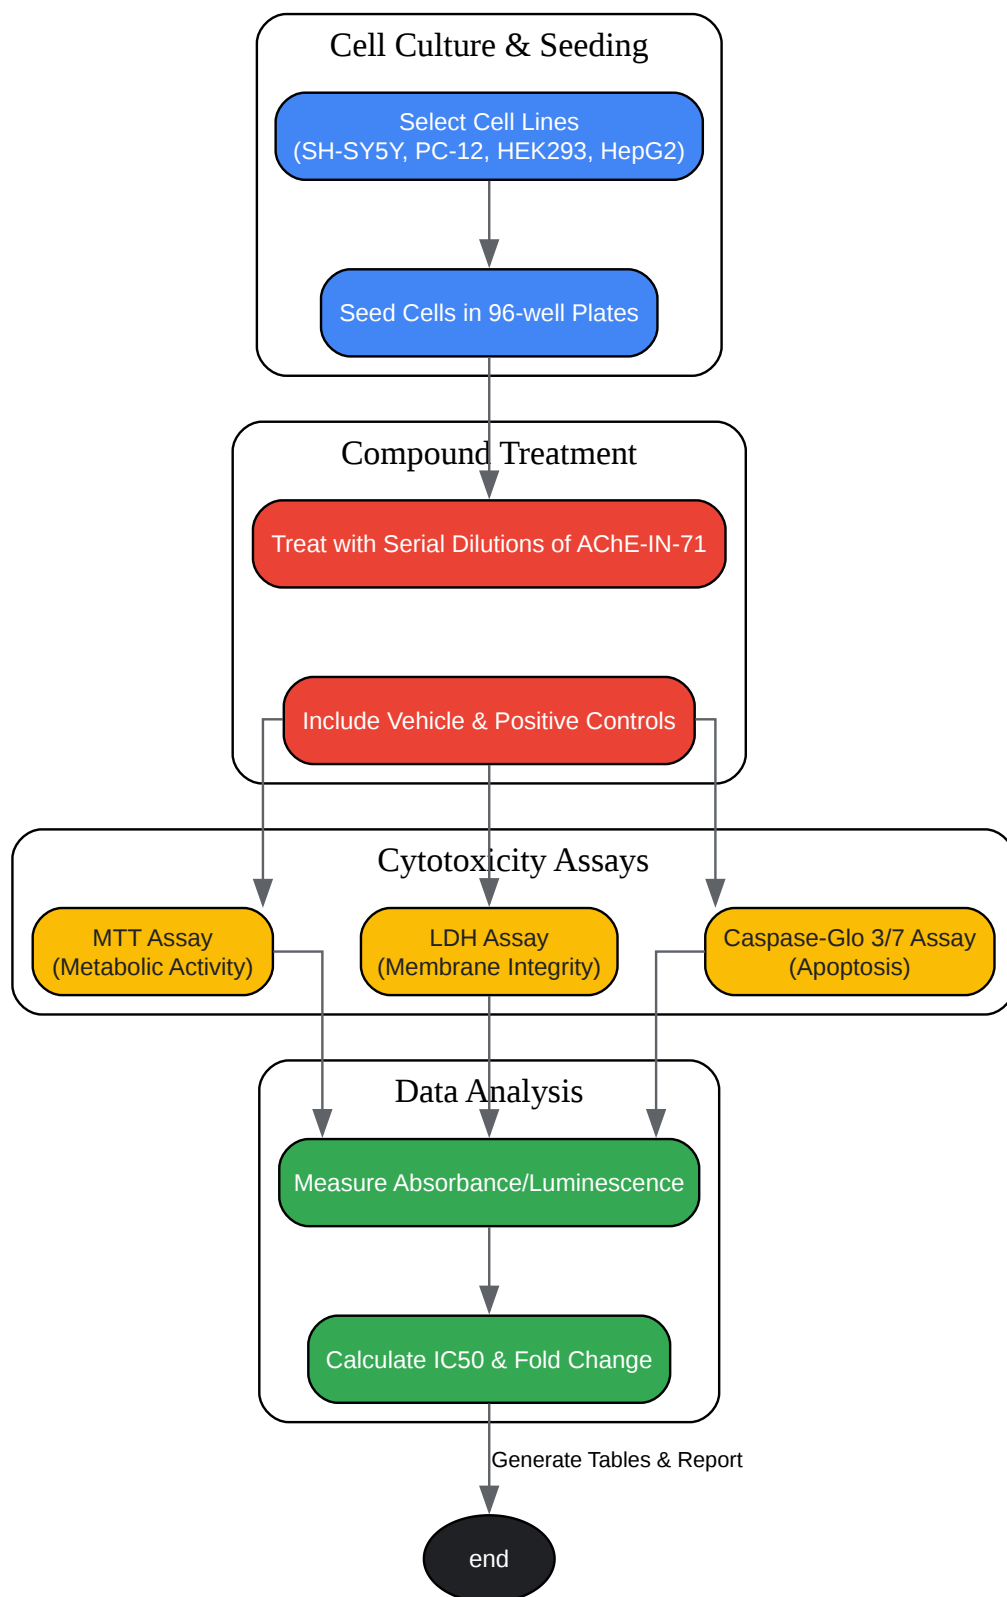 Cell Culture & Seeding
Select Cell Lines
(SH-SY5Y, PC-12, HEK293, HepG2)
Seed Cells in 96-well Plates
Compound Treatment
Treat with Serial Dilutions of AChE-IN-71
Include Vehicle & Positive Controls
Cytotoxicity Assays
MTT Assay
(Metabolic Activity)
LDH Assay
(Membrane Integrity)
Caspase-Glo 3/7 Assay
(Apoptosis)
Data Analysis
Measure Absorbance/Luminescence
Calculate IC50 & Fold Change
Generate Tables & Report
end